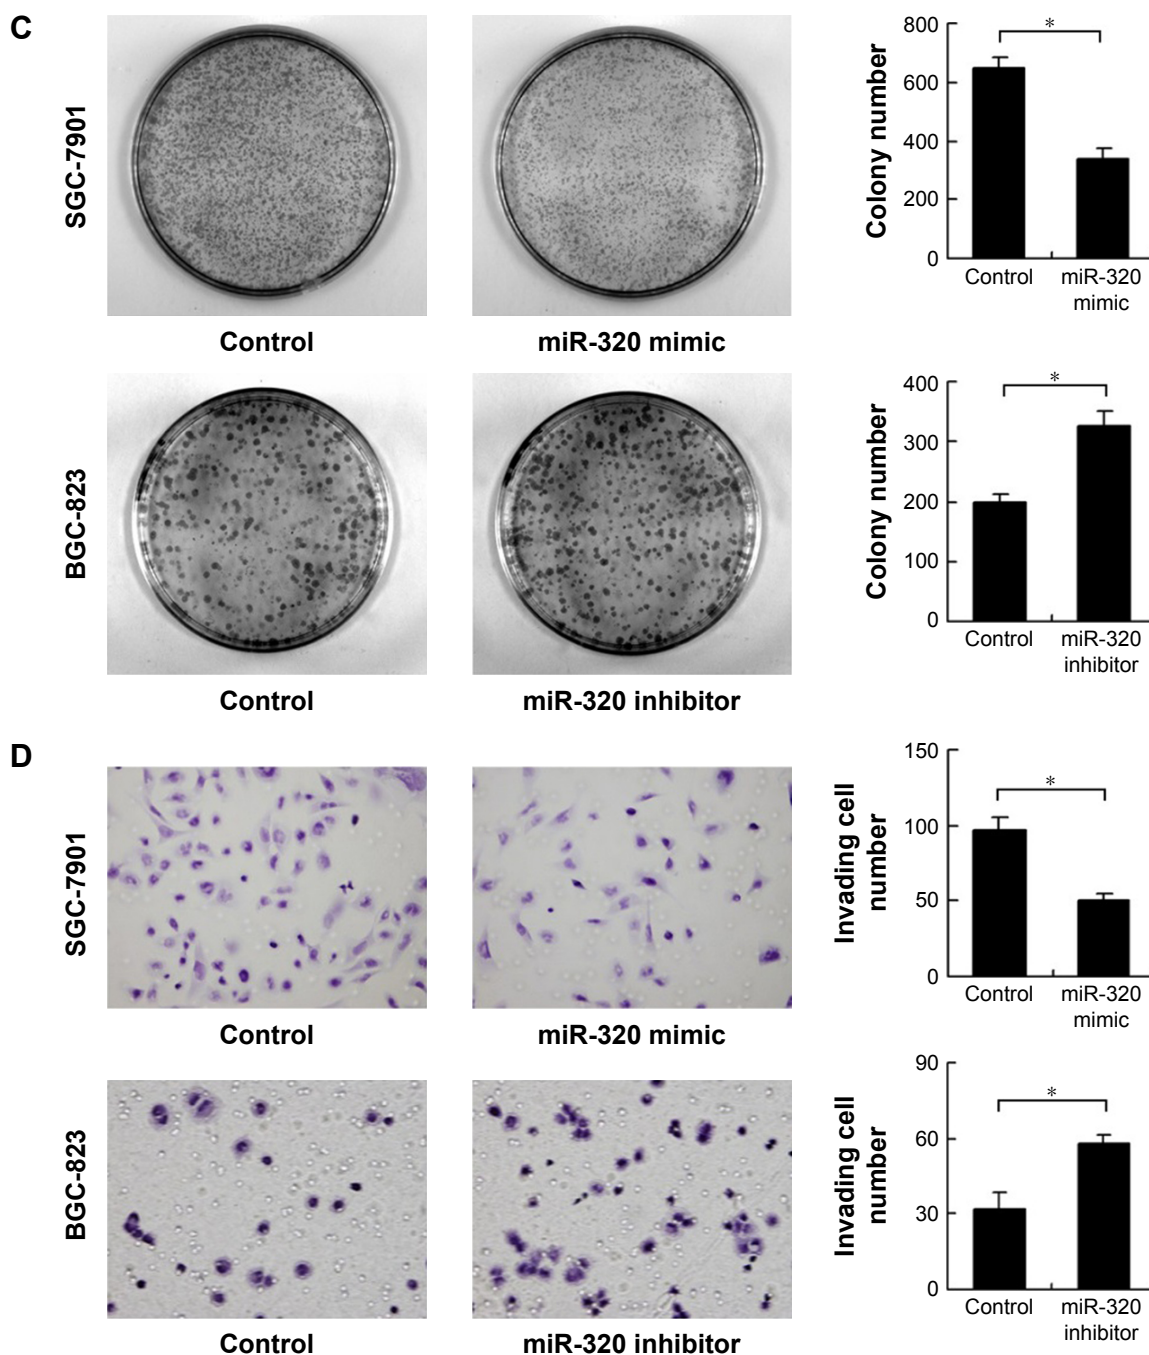 C
SGC-7901
Control
miR-320 mimic
800
600
400
200
0
Colony number
*
Control
miR-320
mimic
BGC-823
Control
miR-320 inhibitor
400
300
200
100
0
Colony number
*
Control
miR-320
inhibitor
D
SGC-7901
Control
miR-320 mimic
150
100
50
0
Invading cell
number
*
Control
miR-320
mimic
BGC-823
Control
miR-320 inhibitor
90
60
30
0
Invading cell
number
*
Control
miR-320
inhibitor